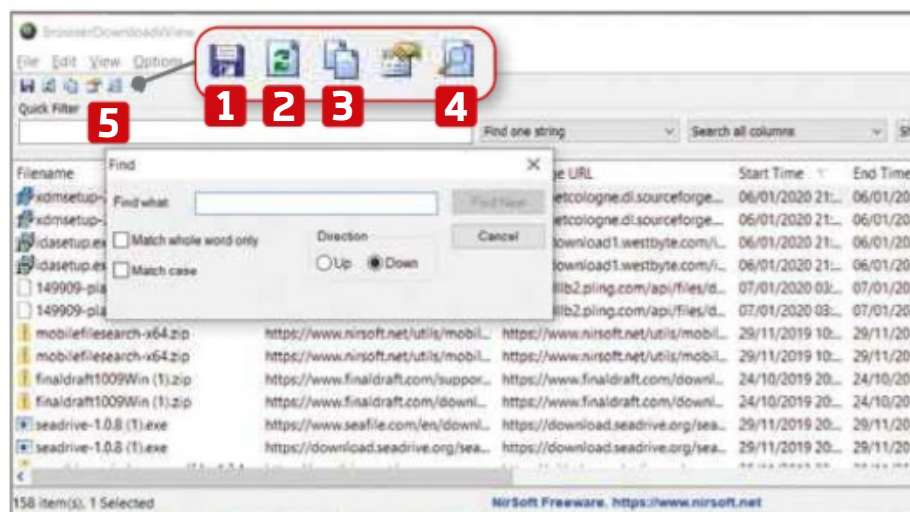 BrowserDownloadsView
File Edit View Options
1 2 3 4
5
Quick Filter
Find one string Search all columns
Find
Filename URL Start Time End Time
Find what: Find Next
Match whole word only Direction Cancel
Match case Up Down
xdmsetup- etcologne.dl.sourceforge... 06/01/2020 21:... 06/01/20
xdmsetup- etcologne.dl.sourceforge... 06/01/2020 21:... 06/01/20
idasetup.ex ownload1.westbyte.com/i... 06/01/2020 21:... 06/01/20
idasetup.ex ownload1.westbyte.com/i... 06/01/2020 21:... 06/01/20
149909-pla b2.pling.com/api/files/d... 07/01/2020 03:... 07/01/20
149909-pla b2.pling.com/api/files/d... 07/01/2020 03:... 07/01/20
mobilefilesearch-x64.zip https://www.nirsoft.net/utils/mobil... https://www.nirsoft.net/utils/mobil... 29/11/2019 10:... 29/11/20
mobilefilesearch-x64.zip https://www.nirsoft.net/utils/mobil... https://www.nirsoft.net/utils/mobil... 29/11/2019 10:... 29/11/20
finaldraft1009Win (1).zip https://www.finaldraft.com/suppor... https://www.finaldraft.com/downl... 24/10/2019 20:... 24/10/20
finaldraft1009Win (1).zip https://www.finaldraft.com/downl... https://www.finaldraft.com/downl... 24/10/2019 20:... 24/10/20
seadrive-1.0.8 (1).exe https://www.seafile.com/en/downl... https://download.seadrive.org/sea... 29/11/2019 20:... 29/11/20
seadrive-1.0.8 (1).exe https://download.seadrive.org/sea... https://download.seadrive.org/sea... 29/11/2019 20:... 29/11/20
158 item(s), 1 Selected NirSoft Freeware. https://www.nirsoft.net